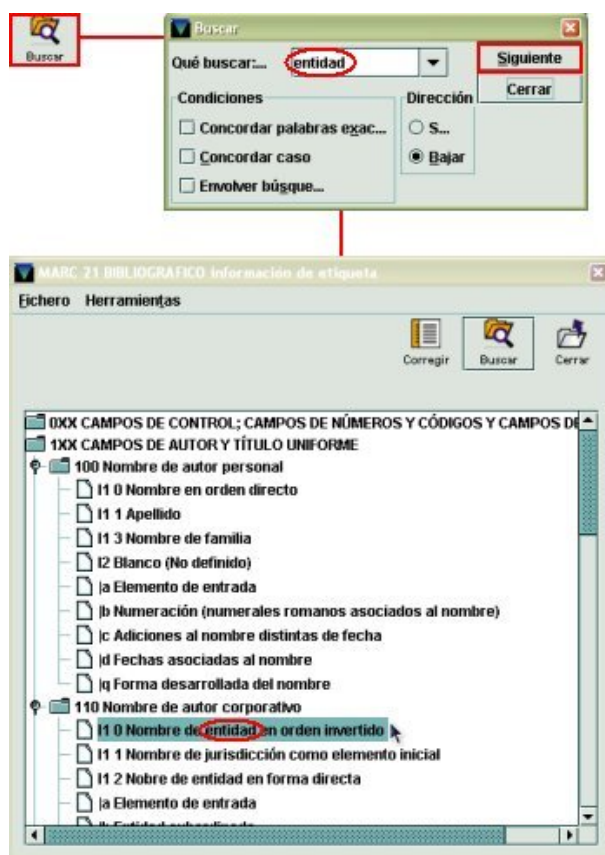 Buscar
Buscar
Qué buscar:... entidad
Siguiente
Cerrar
Condiciones
Dirección
Concordar palabras exac...
S...
Concordar caso
Bajar
Envolver búsque...
MARC 21 BIBLIOGRAFICO información de etiqueta
Fichero Herramientas
Corregir Buscar Cerrar
0XX CAMPOS DE CONTROL; CAMPOS DE NÚMEROS Y CÓDIGOS Y CAMPOS DE
1XX CAMPOS DE AUTOR Y TÍTULO UNIFORME
100 Nombre de autor personal
I1 0 Nombre en orden directo
I1 1 Apellido
I1 3 Nombre de familia
I2 Blanco (No definido)
|a Elemento de entrada
|b Numeración (numerales romanos asociados al nombre)
|c Adiciones al nombre distintas de fecha
|d Fechas asociadas al nombre
|q Forma desarrollada del nombre
110 Nombre de autor corporativo
I1 0 Nombre de entidad en orden invertido
I1 1 Nombre de jurisdicción como elemento inicial
I1 2 Nobre de entidad en forma directa
|a Elemento de entrada